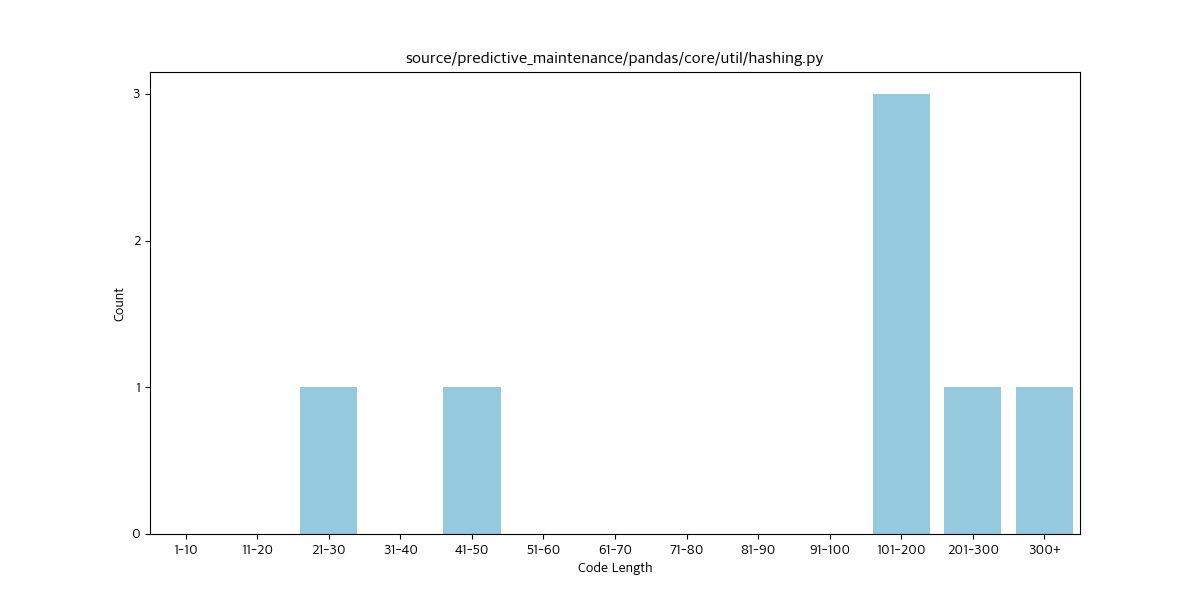 source/predictive_maintenance/pandas/core/util/hashing.py
3
2
1
0
Count
1-10 11-20 21-30 31-40 41-50 51-60 61-70 71-80 81-90 91-100 101-200 201-300 300+
Code Length